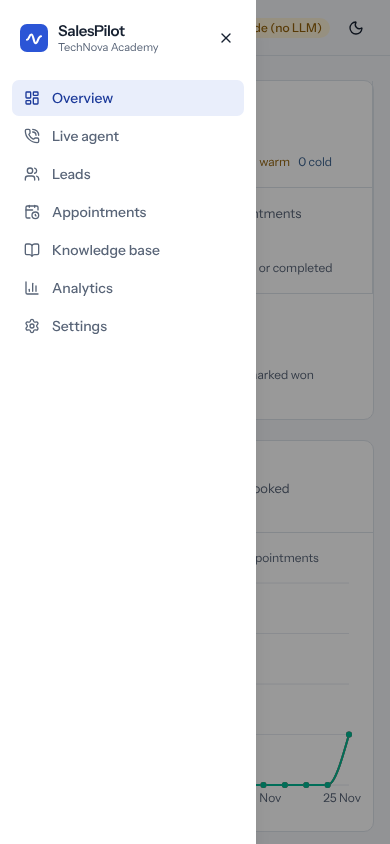 SalesPilot
TechNova Academy
de (no LLM)
Overview
Live agent
warm 0 cold
Leads
Appointments
ntments
Knowledge base
or completed
Analytics
Settings
arked won
ooked
pointments
Nov
25 Nov